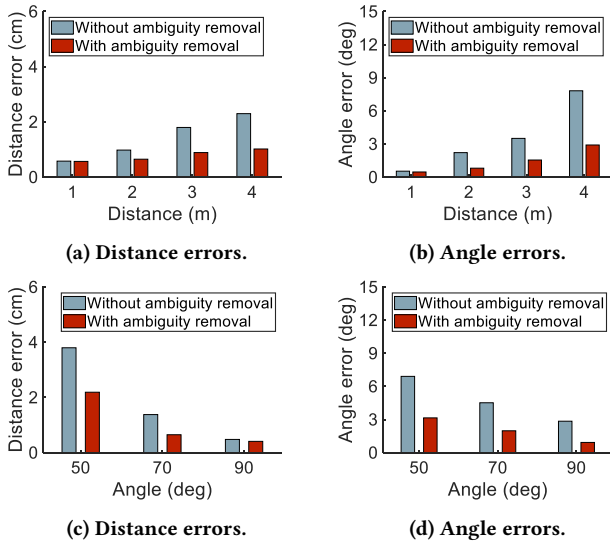 Distance error (cm)
6
4
2
0
Without ambiguity removal
With ambiguity removal
1 2 3 4
Distance (m)
(a) Distance errors.
Angle error (deg)
15
12
9
6
3
0
Without ambiguity removal
With ambiguity removal
1 2 3 4
Distance (m)
(b) Angle errors.
Distance error (cm)
6
4
2
0
Without ambiguity removal
With ambiguity removal
50 70 90
Angle (deg)
(c) Distance errors.
Angle error (deg)
15
12
9
6
3
0
Without ambiguity removal
With ambiguity removal
50 70 90
Angle (deg)
(d) Angle errors.